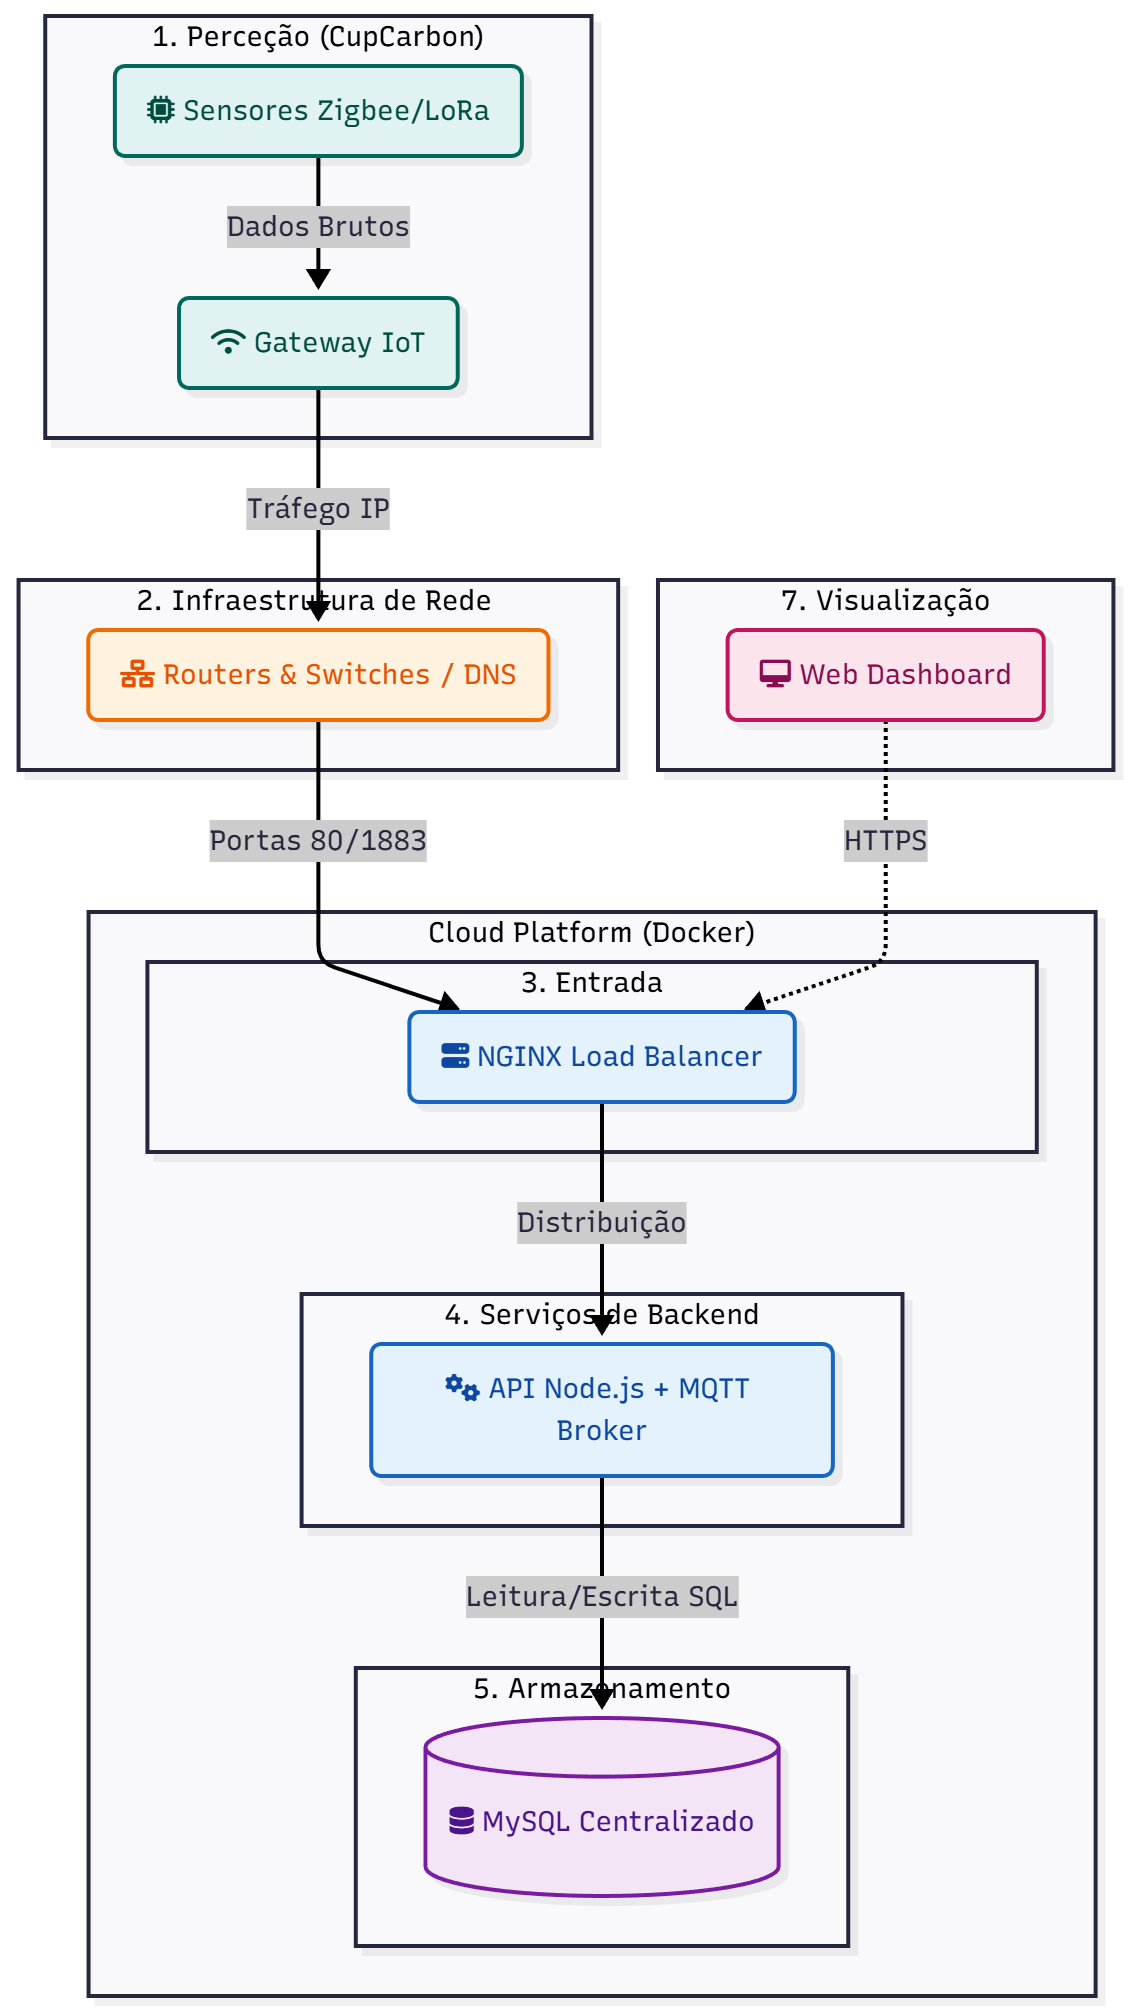 1. Perceção (CupCarbon)
Sensores Zigbee/LoRa
Dados Brutos
Gateway IoT
Tráfego IP
2. Infraestrutura de Rede
Routers & Switches / DNS
7. Visualização
Web Dashboard
Portas 80/1883
HTTPS
Cloud Platform (Docker)
3. Entrada
NGINX Load Balancer
Distribuição
4. Serviços de Backend
API Node.js + MQTT
Broker
Leitura/Escrita SQL
5. Armazenamento
MySQL Centralizado